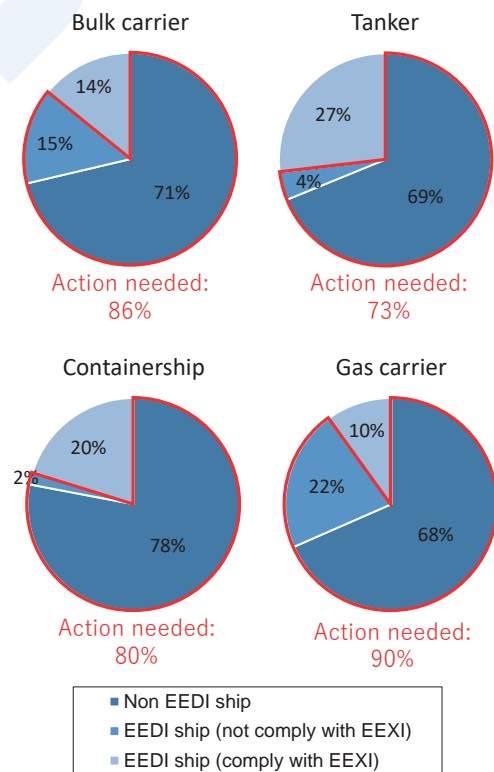 Bulk carrier
14%
15%
71%
Action needed:
86%
Tanker
27%
4%
69%
Action needed:
73%
Containership
20%
2%
78%
Action needed:
80%
Gas carrier
10%
22%
68%
Action needed:
90%
Non EEDI ship
EEDI ship (not comply with EEXI)
EEDI ship (comply with EEXI)